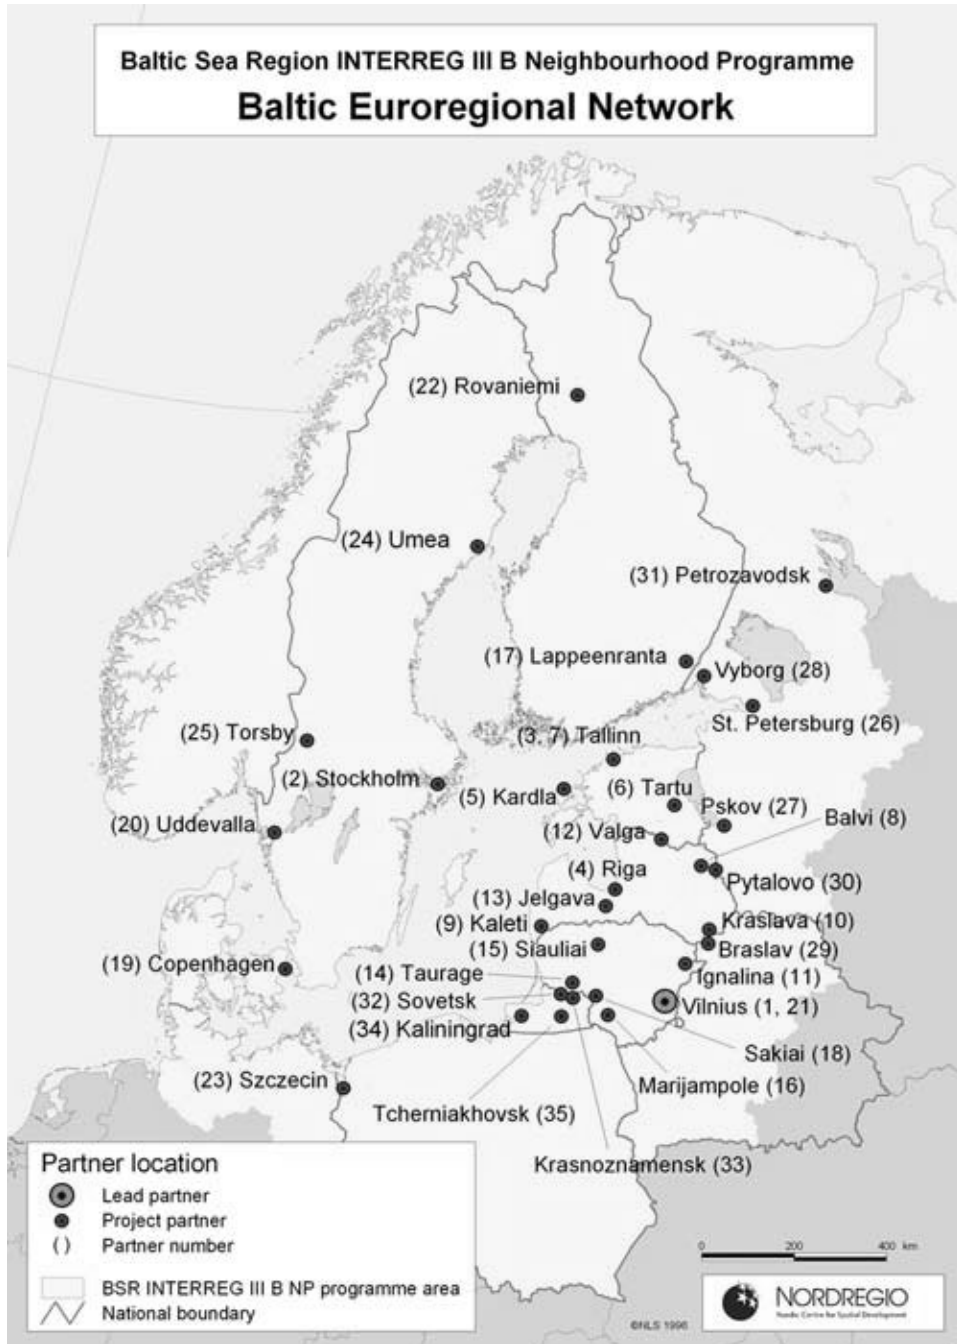 Baltic Sea Region INTERREG III B Neighbourhood Programme
Baltic Euroregional Network
(22) Rovaniemi
(24) Umea
(31) Petrozavodsk
(17) Lappeenranta
Vyborg (28)
St. Petersburg (26)
(25) Torsby
(3, 7) Tallinn
(2) Stockholm
(5) Kardla
(6) Tartu
Pskov (27)
Balvi (8)
(20) Uddevalla
(12) Valga
(4) Riga
Pytalovo (30)
(13) Jelgava
(9) Kaleti
Kraslava (10)
(15) Siauliai
Braslav (29)
(19) Copenhagen
(14) Taurage
Ignalina (11)
(32) Sovetsk
Vilnius (1, 21)
(34) Kaliningrad
Sakiai (18)
(23) Szczecin
Marijampole (16)
Tcherniakhovsk (35)
Krasnoznamensk (33)
Partner location
Lead partner
Project partner
( ) Partner number
BSR INTERREG III B NP programme area
National boundary
0 200 400 km
NORDREGIO
Nordic Centre for Spatial Development
©NLS 1996